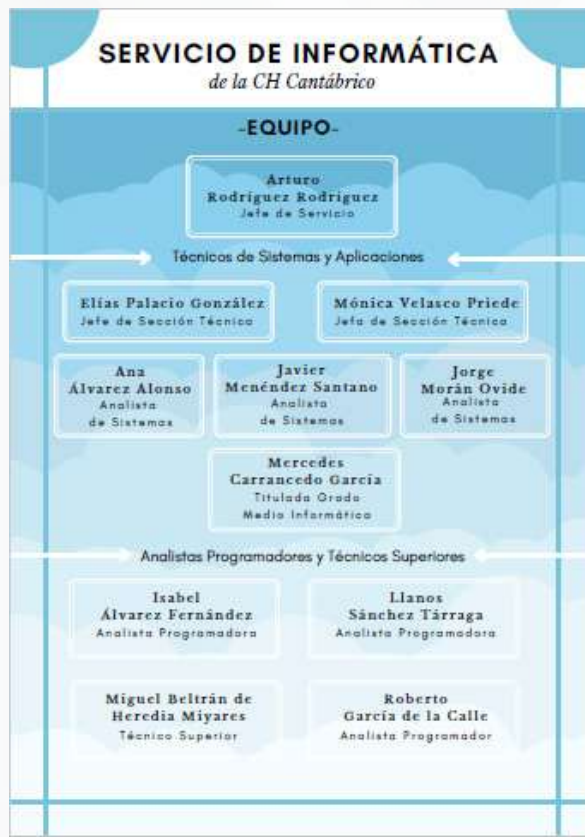 SERVICIO DE INFORMÁTICA
de la CH Cantábrico
-EQUIPO-
Arturo
Rodríguez Rodríguez
Jefe de Servicio
Técnicos de Sistemas y Aplicaciones
Elías Palacio González
Jefe de Sección Técnica
Mónica Velasco Priede
Jefa de Sección Técnica
Ana
Álvarez Alonso
Analista
de Sistemas
Javier
Menéndez Santano
Analista
de Sistemas
Jorge
Morán Ovide
Analista
de Sistemas
Mercedes
Carrancedo García
Titulada Grado
Medio Informática
Analistas Programadores y Técnicos Superiores
Isabel
Álvarez Fernández
Analista Programadora
Llanos
Sánchez Tárraga
Analista Programadora
Miguel Beltrán de
Heredia Miyares
Técnico Superior
Roberto
García de la Calle
Analista Programador